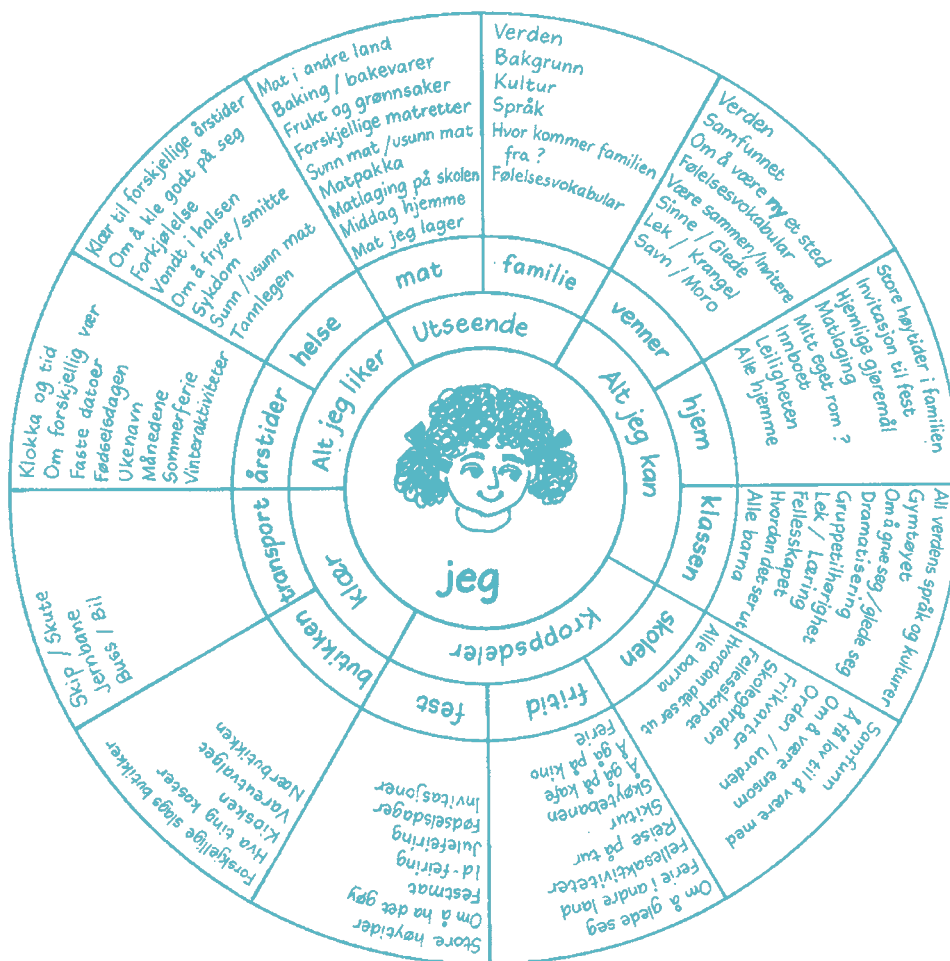 jeg
Utseende
Alt jeg kan
Kroppsdeler
klær
Alt jeg liker
familie
Verden
Bakgrunn
Kultur
Språk
Hvor kommer familien
fra ?
Følelsesvokabular
venner
Verden
Samfunnet
Om å være ny et sted
Følelsesvokabular
Være sammen/Invitere
Sinne / Glede
Lek / Krangel
Savn / Moro
hjem
Store høytider i familien
Invitasjon til fest
Hjemlige gjøremål
Matlaging
Mitt eget rom ?
Innboet
Leiligheten
Alle hjemme
klassen
All verdens språk og kulturer
Gymtøyet
Om å grue seg/glede seg
Dramatisering
Gruppetilhørighet
Lek / Læring
Fellesskapet
Hvordan det ser ut
Alle barna
skolen
Alle barna
Hvordan det ser ut
Fellesskapet
Skolegården
Frikvarter
Orden / uorden
Om å være ensom
Å få lov til å være med
Samfunn
fritid
Om å glede seg
Ferie i andre land
Fellesaktiviteter
Reise på tur
Skitur
Skøytebanen
Å gå på kafe
Å gå på kino
Ferie
fest
Store høytider
Om å ha det gøy
Festmat
Id-feiring
Julefeiring
Fødselsdager
Invitasjoner
butikken
Forskjellige slags butikker
Hva ting koster
Kiosken
Vareutvalget
Nærbutikken
transport
Skip / Skute
Jernbane
Buss / Bil
årstider
Klokka og tid
Om forskjellig vær
Faste datoer
Fødselsdagen
Ukenavn
Månedene
Sommerferie
Vinteraktiviteter
helse
Klær til forskjellige årstider
Om å kle godt på seg
Forkjølelse
Vondt i halsen
Om å fryse/smitte
Sykdom
Sunn/usunn mat
Tannlegen
mat
Mat i andre land
Baking / bakevarer
Frukt og grønnsaker
Forskjellige matretter
Sunn mat /usunn mat
Matpakka
Matlaging på skolen
Middag hjemme
Mat jeg lager